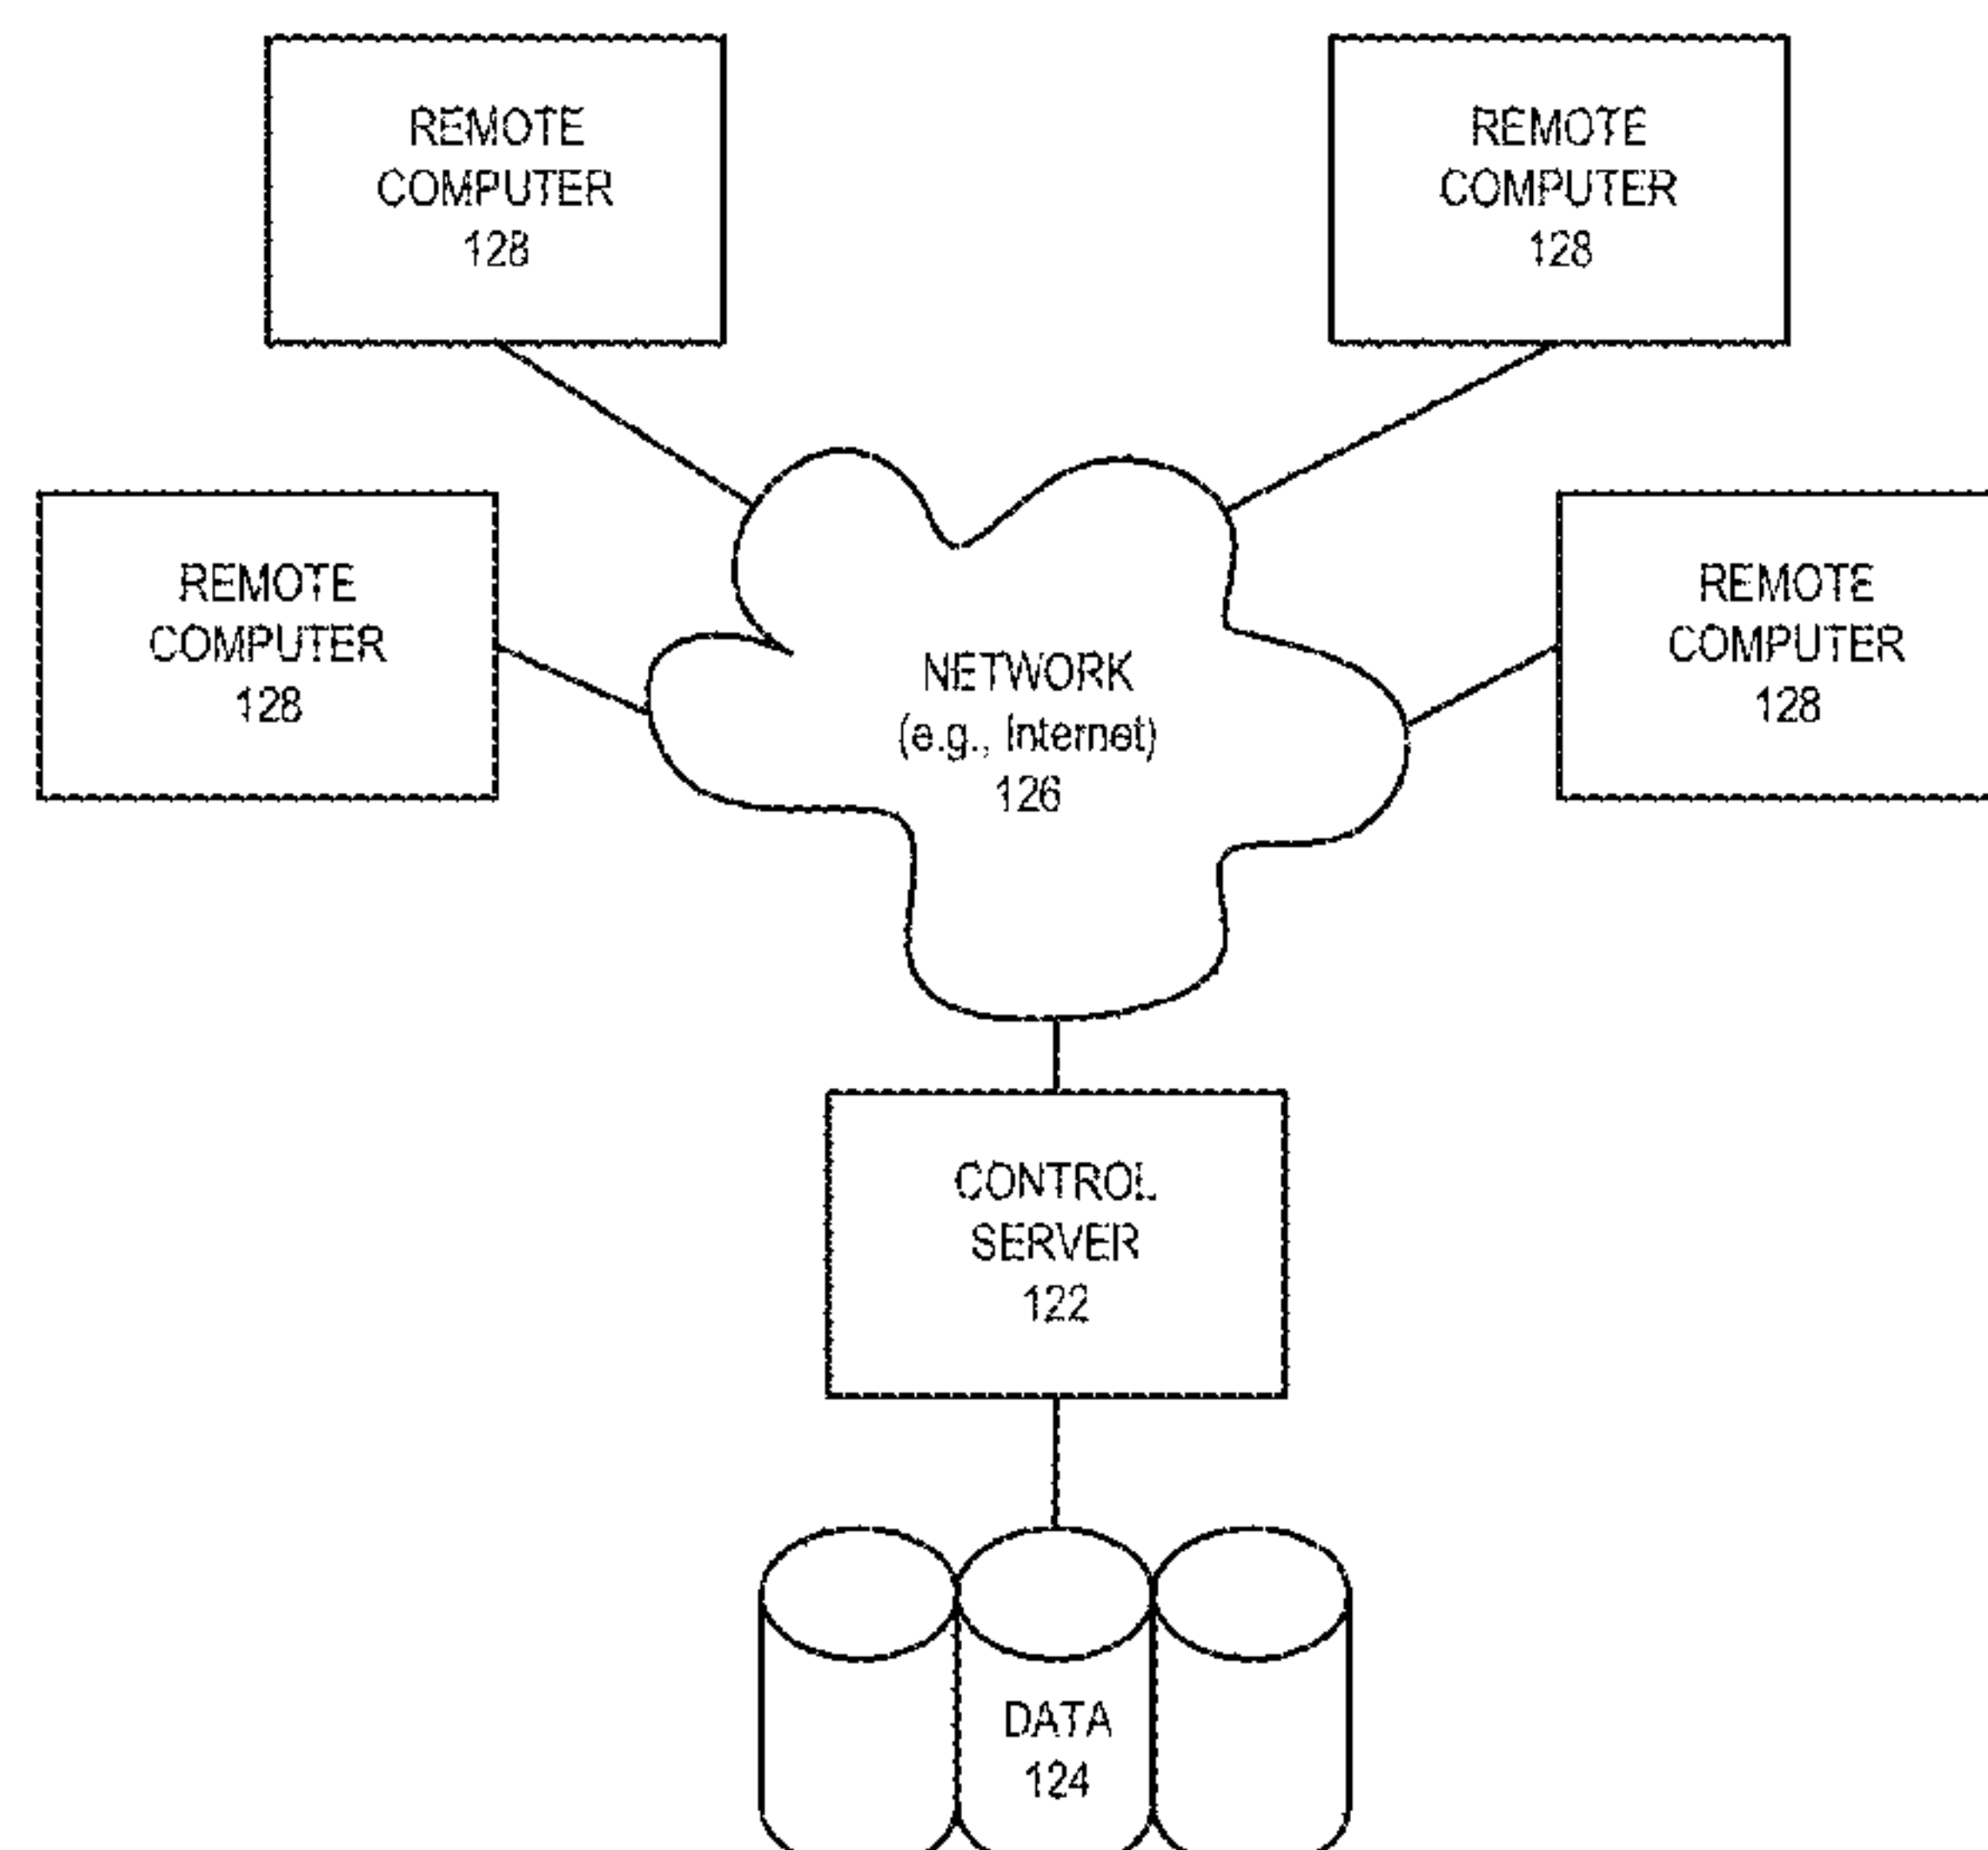 REMOTE
COMPUTER
128
REMOTE
COMPUTER
128
REMOTE
COMPUTER
128
NETWORK
(e.g., Internet)
126
REMOTE
COMPUTER
128
CONTROL
SERVER
122
DATA
124